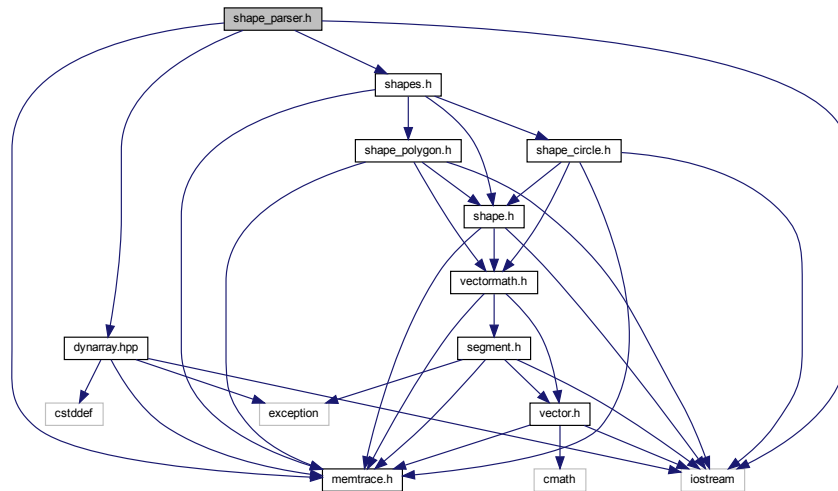 shape_parser.h
shapes.h
shape_polygon.h
shape_circle.h
shape.h
vectormath.h
dynarray.hpp
segment.h
cstddef
exception
vector.h
memtrace.h
cmath
iostream